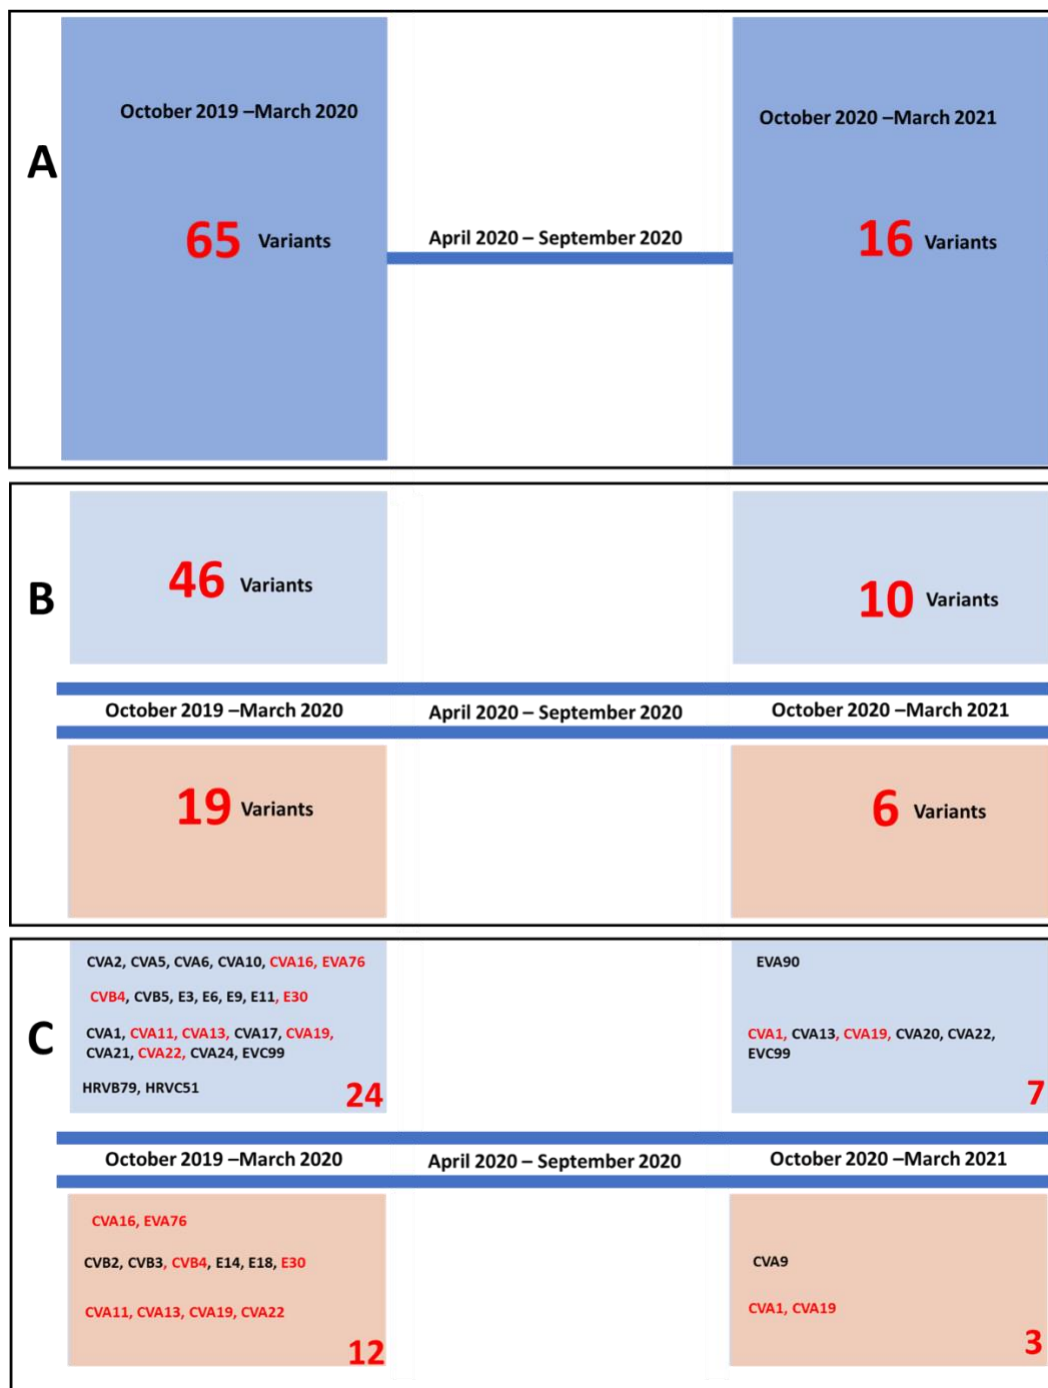 A
October 2019 –March 2020
65 Variants
April 2020 – September 2020
October 2020 –March 2021
16 Variants
B
46 Variants
10 Variants
October 2019 –March 2020
April 2020 – September 2020
October 2020 –March 2021
19 Variants
6 Variants
C
CVA2, CVA5, CVA6, CVA10, CVA16, EVA76
CVB4, CVB5, E3, E6, E9, E11, E30
CVA1, CVA11, CVA13, CVA17, CVA19,
CVA21, CVA22, CVA24, EVC99
HRVB79, HRVC51
24
EVA90
CVA1, CVA13, CVA19, CVA20, CVA22,
EVC99
7
October 2019 –March 2020
April 2020 – September 2020
October 2020 –March 2021
CVA16, EVA76
CVB2, CVB3, CVB4, E14, E18, E30
CVA11, CVA13, CVA19, CVA22
12
CVA9
CVA1, CVA19
3